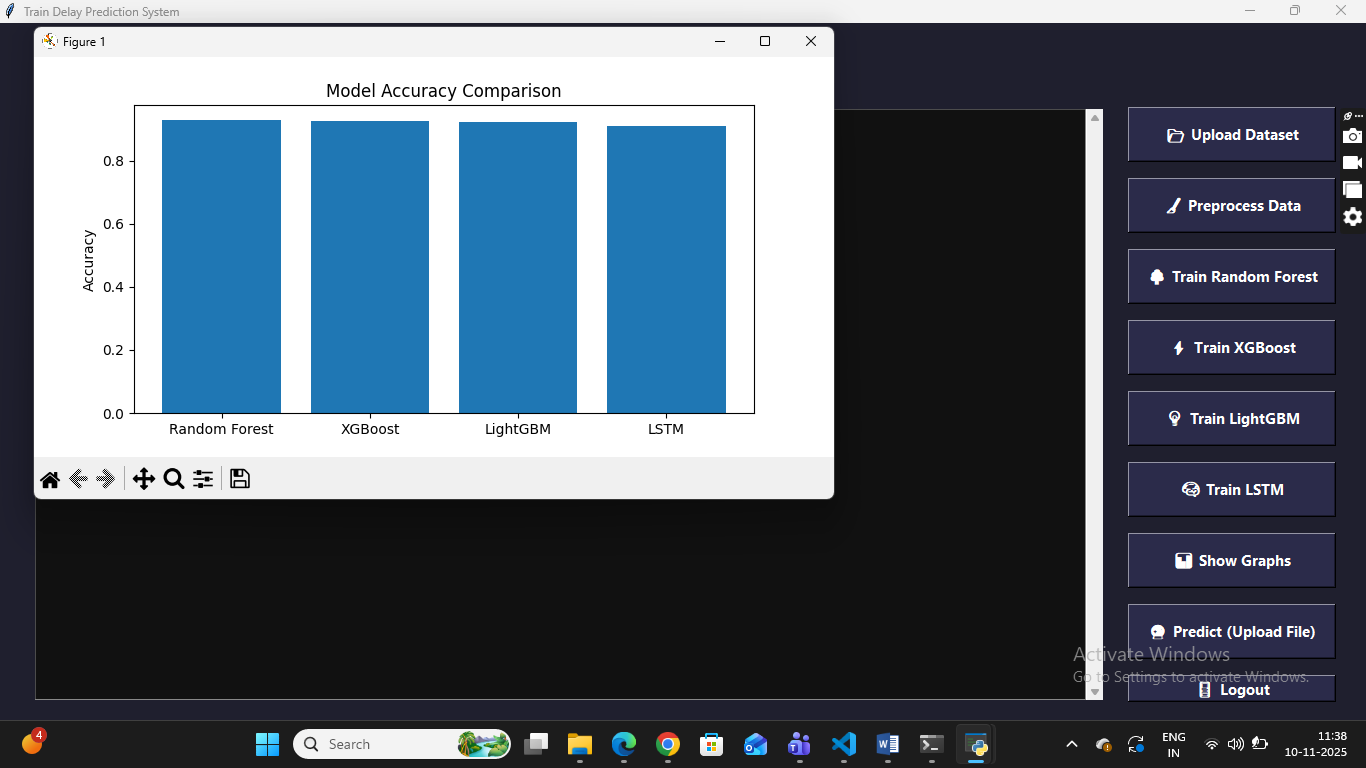 Train Delay Prediction System
Figure 1
Model Accuracy Comparison
Accuracy
0.8
0.6
0.4
0.2
0.0
Random Forest
XGBoost
LightGBM
LSTM
Upload Dataset
Preprocess Data
Train Random Forest
Train XGBoost
Train LightGBM
Train LSTM
Show Graphs
Predict (Upload File)
Logout
Activate Windows
Go to Settings to activate Windows.
4
Search
ENG
IN
11:38
10-11-2025